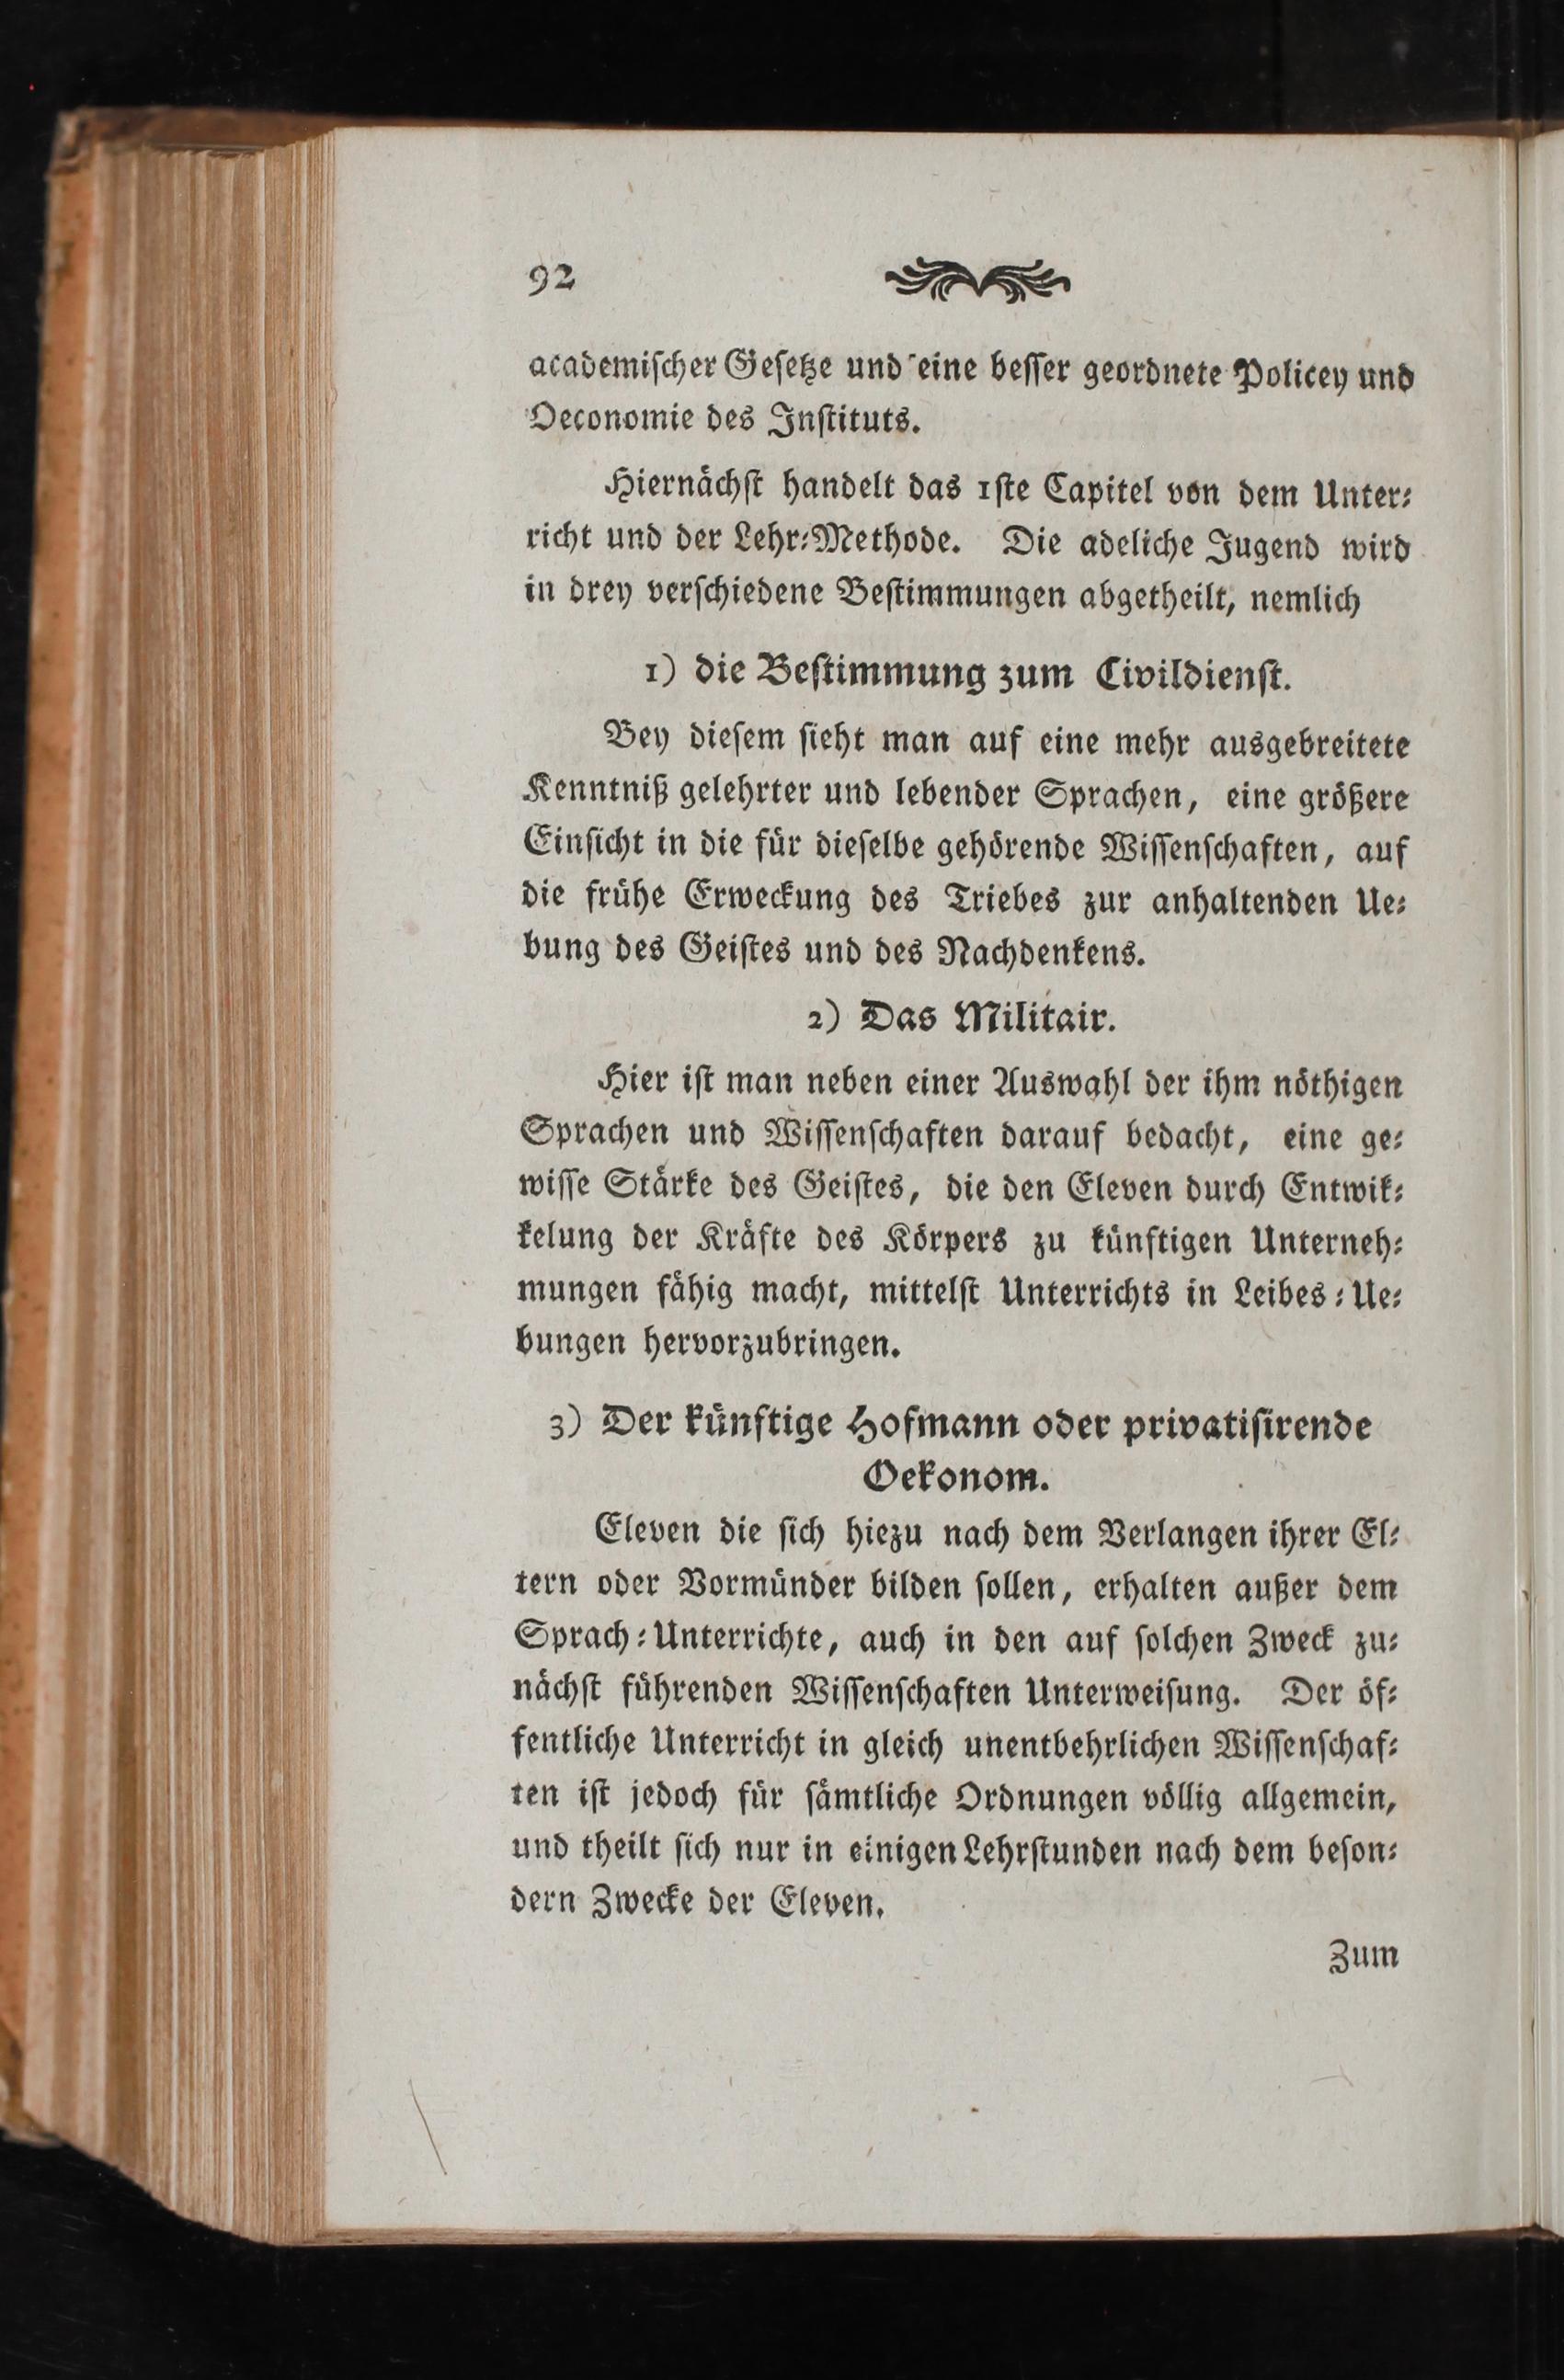 92
academiſcher Geſetze und eine beſſer geordnete Policey und
Oeconomie des Inſtituts.
Hiernächſt handelt das 1ſte Capitel von dem Unter⸗
richt und der Lehr⸗Methode. Die adeliche Jugend wird
in drey verſchiedene Beſtimmungen abgetheilt, nemlich
1) die Beſtimmung zum Civildienſt.
Bey dieſem ſieht man auf eine mehr ausgebreitete
Kenntniß gelehrter und lebender Sprachen, eine größere
Einſicht in die für dieſelbe gehörende Wiſſenſchaften, auf
die frühe Erweckung des Triebes zur anhaltenden Ue⸗
bung des Geiſtes und des Nachdenkens.
2) Das Militair.
Hier iſt man neben einer Auswahl der ihm nöthigen
Sprachen und Wiſſenſchaften darauf bedacht, eine ge⸗
wiſſe Stärke des Geiſtes, die den Eleven durch Entwik⸗
kelung der Kräfte des Körpers zu künftigen Unterneh⸗
mungen fähig macht, mittelſt Unterrichts in Leibes⸗Ue⸗
bungen hervorzubringen.
3) Der künftige Hofmann oder privatiſirende
Oekonom.
Eleven die ſich hiezu nach dem Verlangen ihrer El⸗
tern oder Vormünder bilden ſollen, erhalten außer dem
Sprach⸗Unterrichte, auch in den auf ſolchen Zweck zu⸗
nächſt führenden Wiſſenſchaften Unterweiſung. Der öf⸗
fentliche Unterricht in gleich unentbehrlichen Wiſſenſchaf⸗
ten iſt jedoch für ſämtliche Ordnungen völlig allgemein,
und theilt ſich nur in einigen Lehrſtunden nach dem beſon⸗
dern Zwecke der Eleven.
Zum